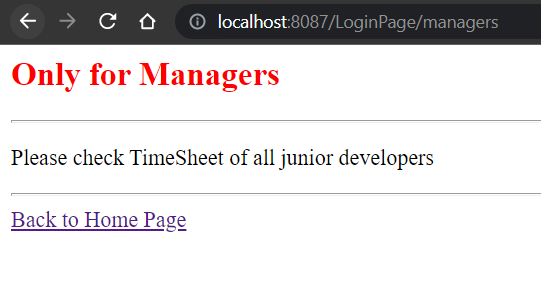 localhost:8087/LoginPage/managers
Only for Managers
Please check TimeSheet of all junior developers
Back to Home Page